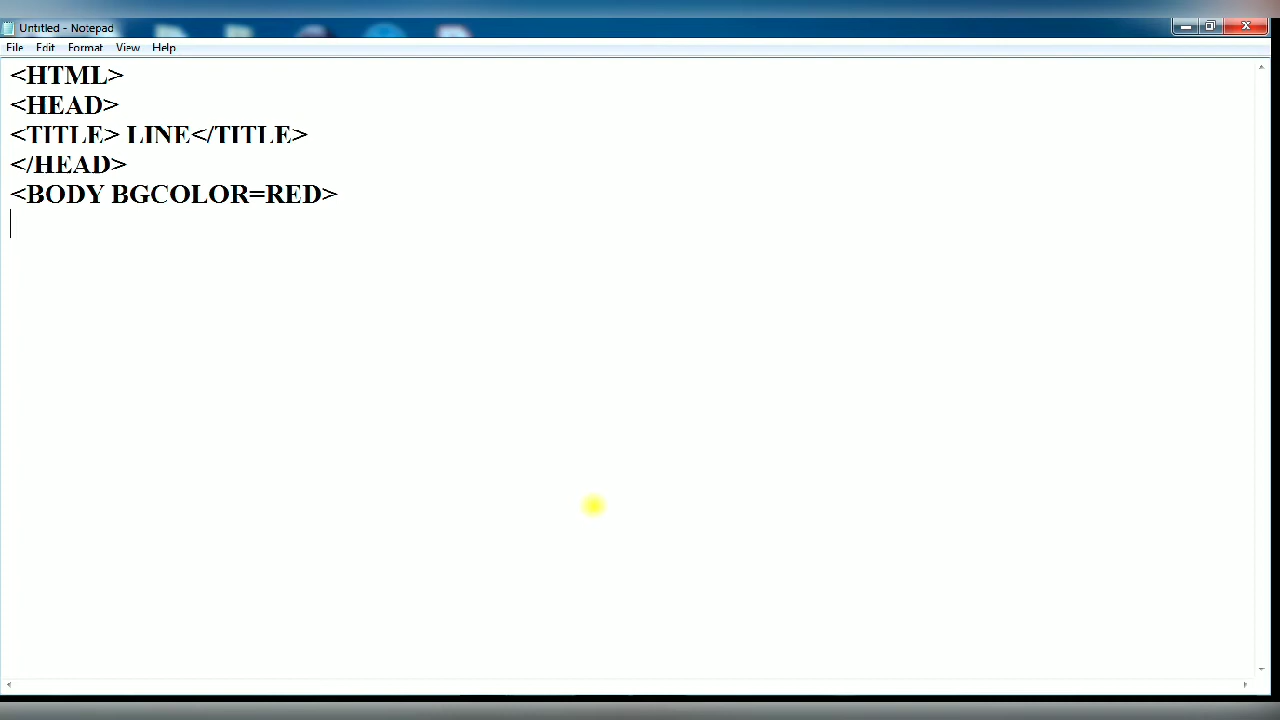 Untitled - Notepad
File Edit Format View Help
<HTML>
<HEAD>
<TITLE> LINE</TITLE>
</HEAD>
<BODY BGCOLOR=RED>